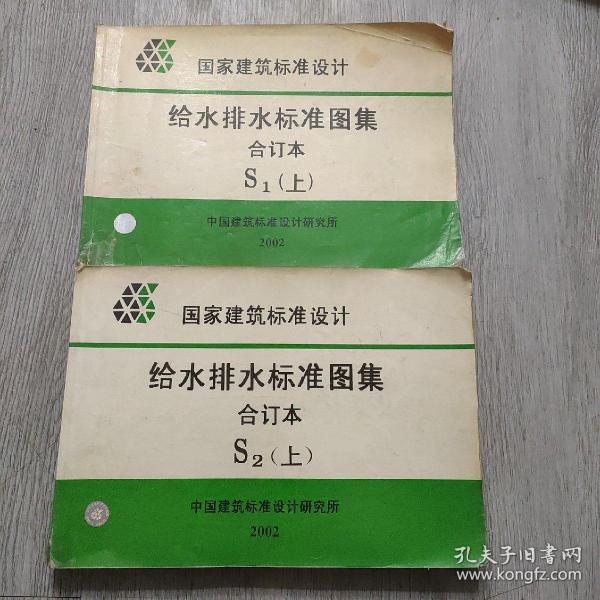 国家建筑标准设计
给水排水标准图集
合订本
S₁(上)
中国建筑标准设计研究所
2002
国家建筑标准设计
给水排水标准图集
合订本
S₂(上)
中国建筑标准设计研究所
2002
孔夫子旧书网
www.kongfz.com